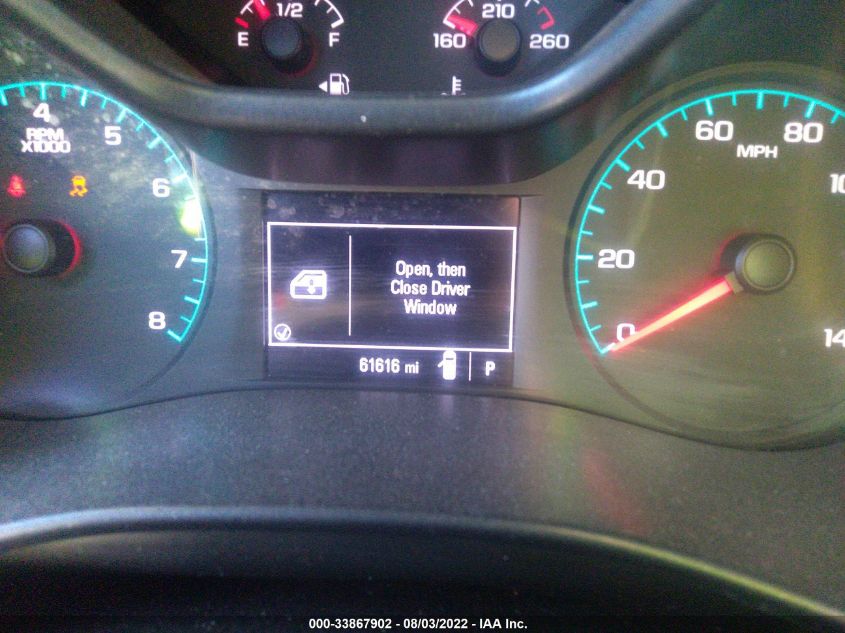 E 1/2 F
160 210 260
4
RPM
X1000
5
6
7
8
Open, then
Close Driver
Window
61616 mi P
0
20
40
60
80
MPH
000-33867902 - 08/03/2022 - IAA Inc.